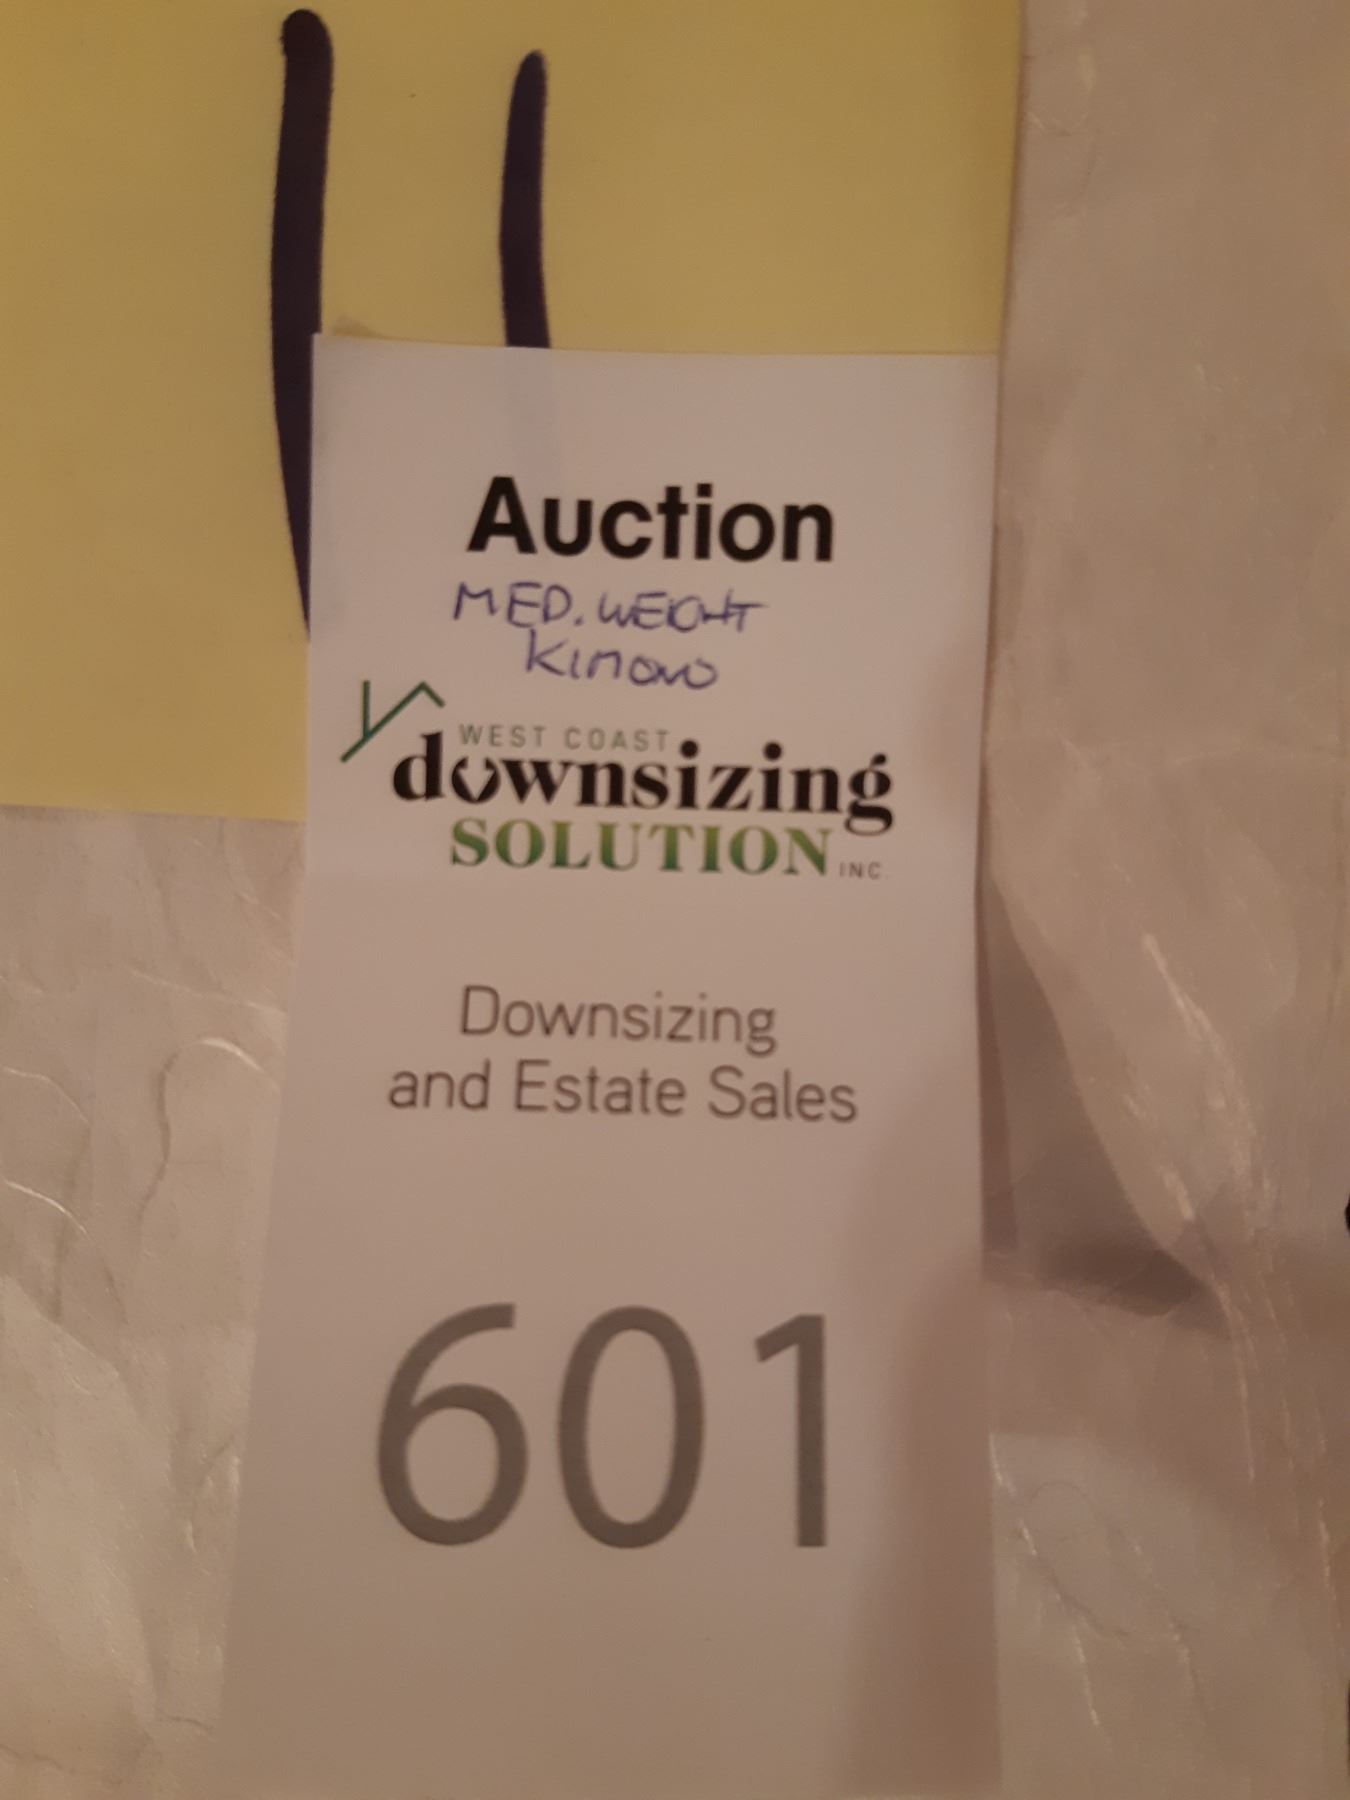 Auction
MED. WEIGHT
KIMONO
WEST COAST
downsizing
SOLUTION INC.
Downsizing
and Estate Sales
601